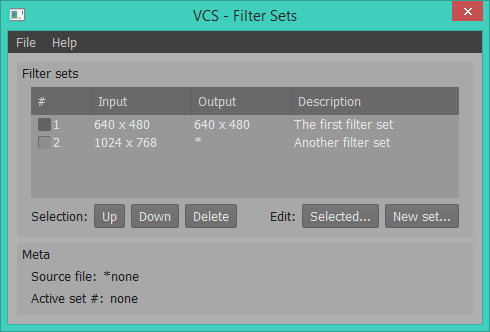 VCS - Filter Sets
File Help
Filter sets
# Input Output Description
1 640 x 480 640 x 480 The first filter set
2 1024 x 768 * Another filter set
Selection: Up Down Delete Edit: Selected... New set...
Meta
Source file: *none
Active set #: none